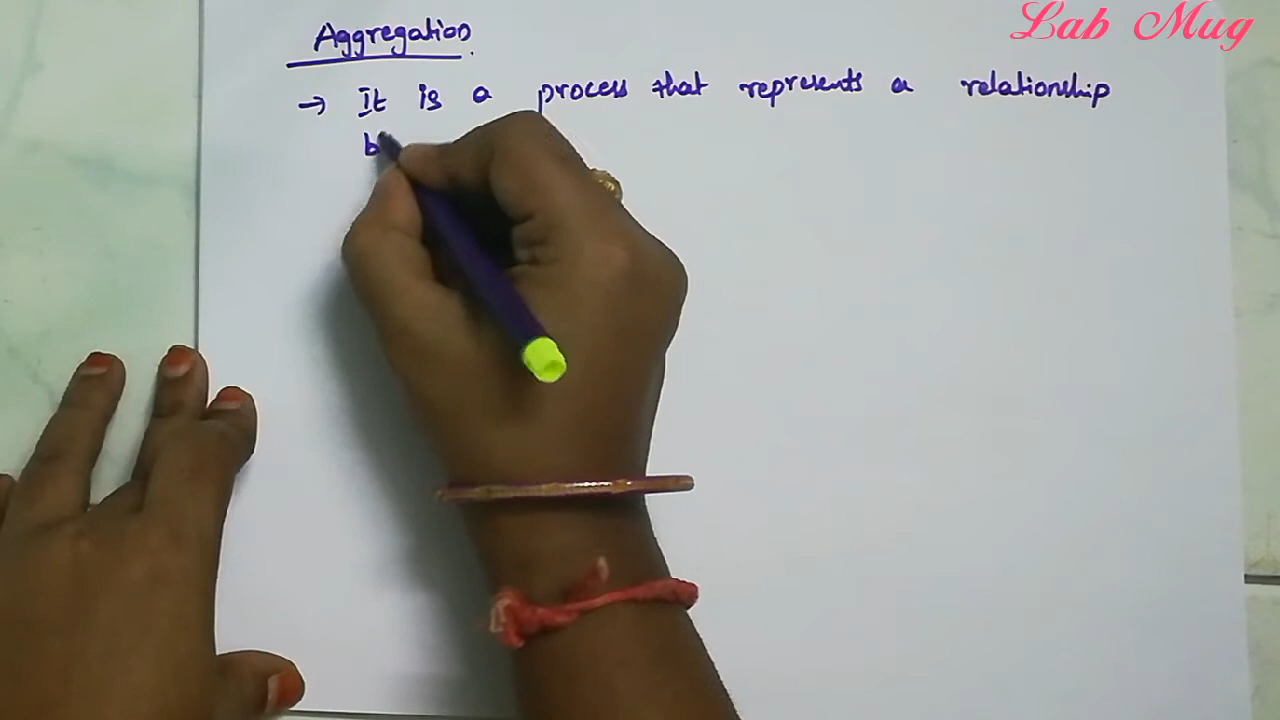 Lab Mug
Aggregation
→ It is a process that represents a relationship
b